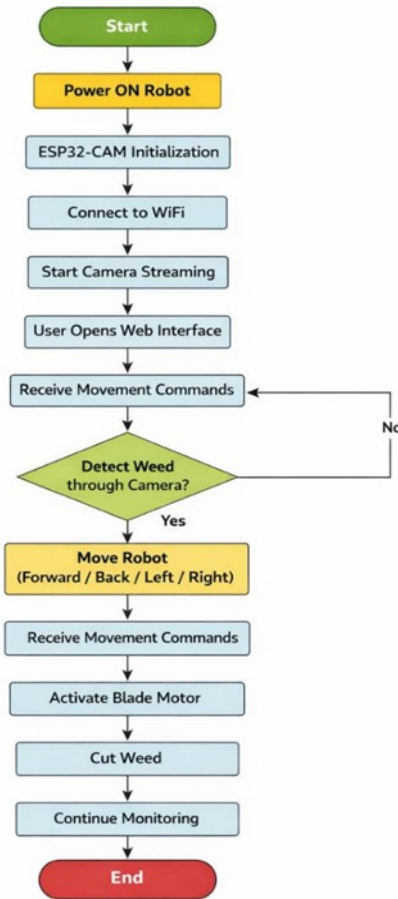 Start
Power ON Robot
ESP32-CAM Initialization
Connect to WiFi
Start Camera Streaming
User Opens Web Interface
Receive Movement Commands
No
Detect Weed
through Camera?
Yes
Move Robot
(Forward / Back / Left / Right)
Receive Movement Commands
Activate Blade Motor
Cut Weed
Continue Monitoring
End